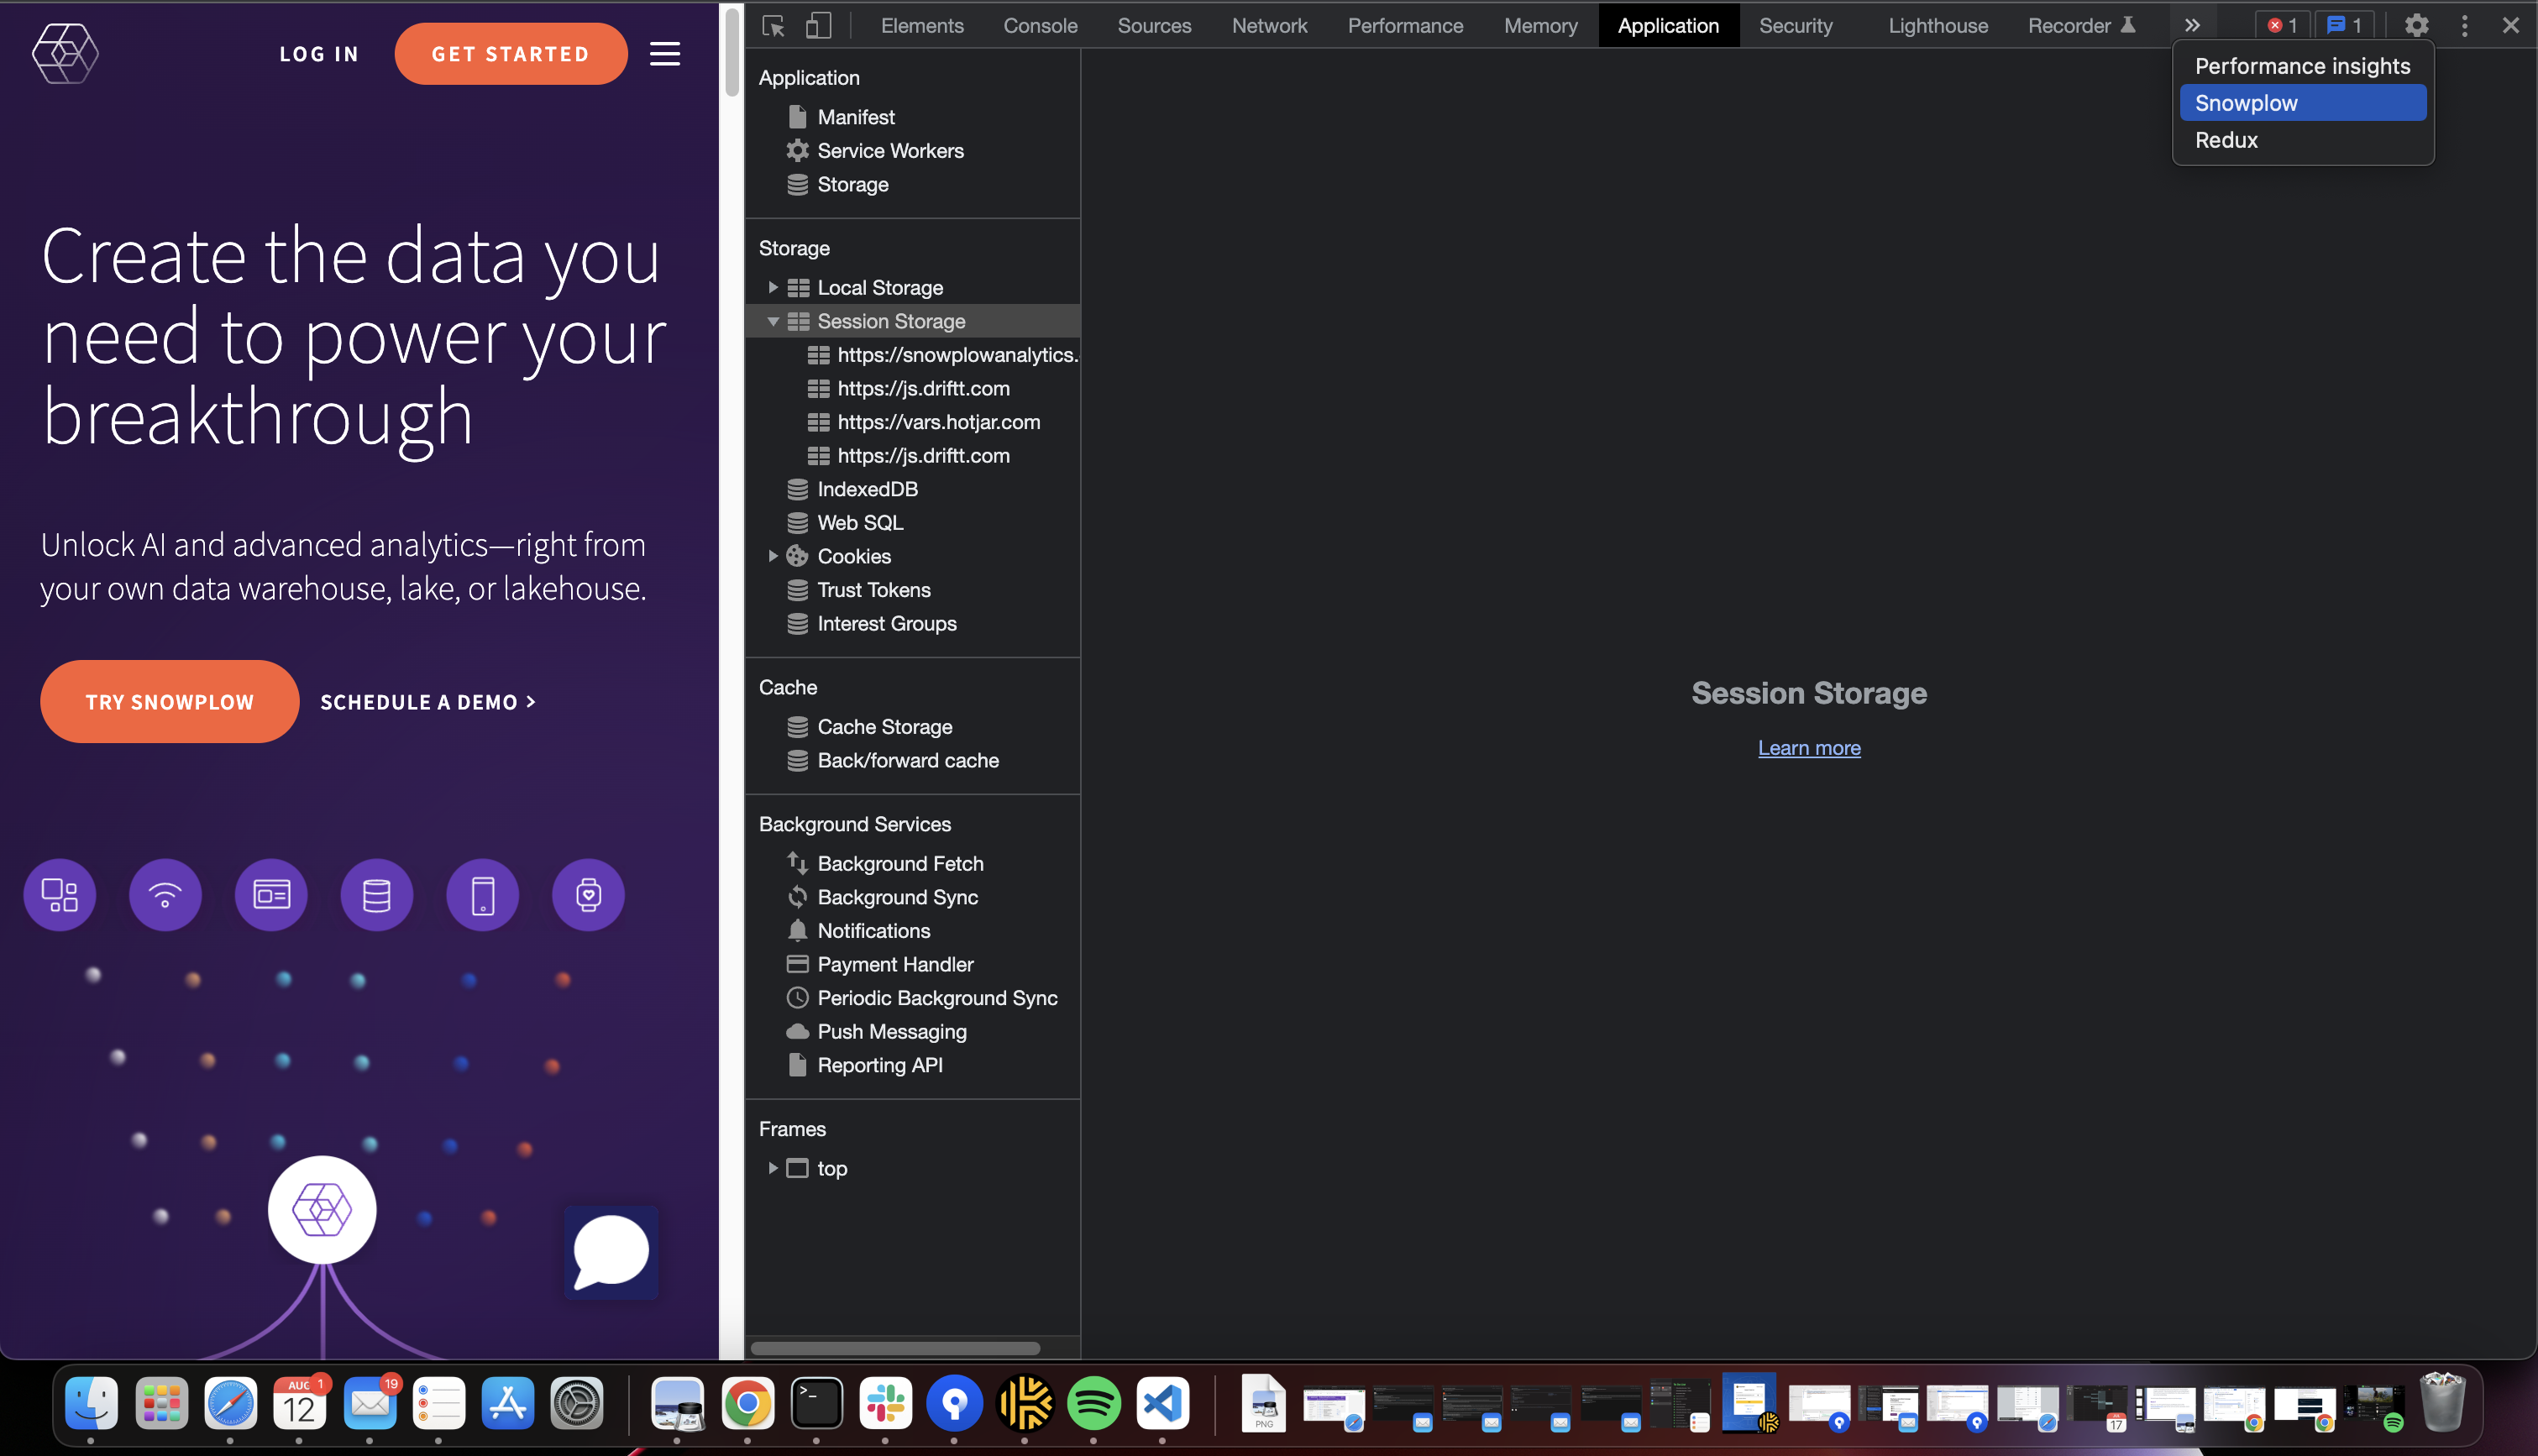 LOG IN
GET STARTED
Create the data you
need to power your
breakthrough
Unlock AI and advanced analytics—right from
your own data warehouse, lake, or lakehouse.
TRY SNOWPLOW
SCHEDULE A DEMO >
Elements
Console
Sources
Network
Performance
Memory
Application
Security
Lighthouse
Recorder
1
1
Performance insights
Snowplow
Redux
Application
Manifest
Service Workers
Storage
Storage
Local Storage
Session Storage
https://snowplowanalytics.
https://js.driftt.com
https://vars.hotjar.com
https://js.driftt.com
IndexedDB
Web SQL
Cookies
Trust Tokens
Interest Groups
Cache
Cache Storage
Back/forward cache
Background Services
Background Fetch
Background Sync
Notifications
Payment Handler
Periodic Background Sync
Push Messaging
Reporting API
Frames
top
Session Storage
Learn more
AUG
1
12
19
PNG
17